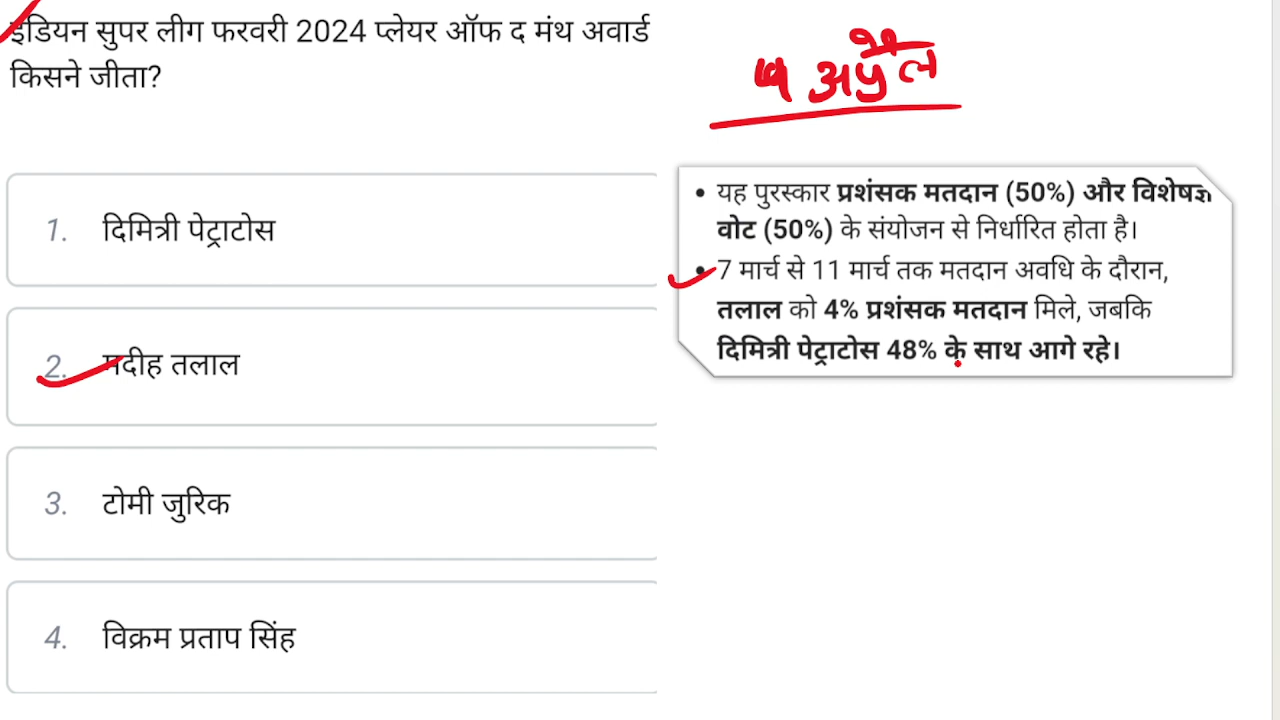 इंडियन सुपर लीग फरवरी 2024 प्लेयर ऑफ द मंथ अवार्ड
किसने जीता?
1. दिमित्री पेट्राटोस
2. मदीह तलाल
3. टोमी जुरिक
4. विक्रम प्रताप सिंह
अप्रैल
• यह पुरस्कार प्रशंसक मतदान (50%) और विशेषज्ञ
वोट (50%) के संयोजन से निर्धारित होता है।
• 7 मार्च से 11 मार्च तक मतदान अवधि के दौरान,
तलाल को 4% प्रशंसक मतदान मिले, जबकि
दिमित्री पेट्राटोस 48% के साथ आगे रहे।